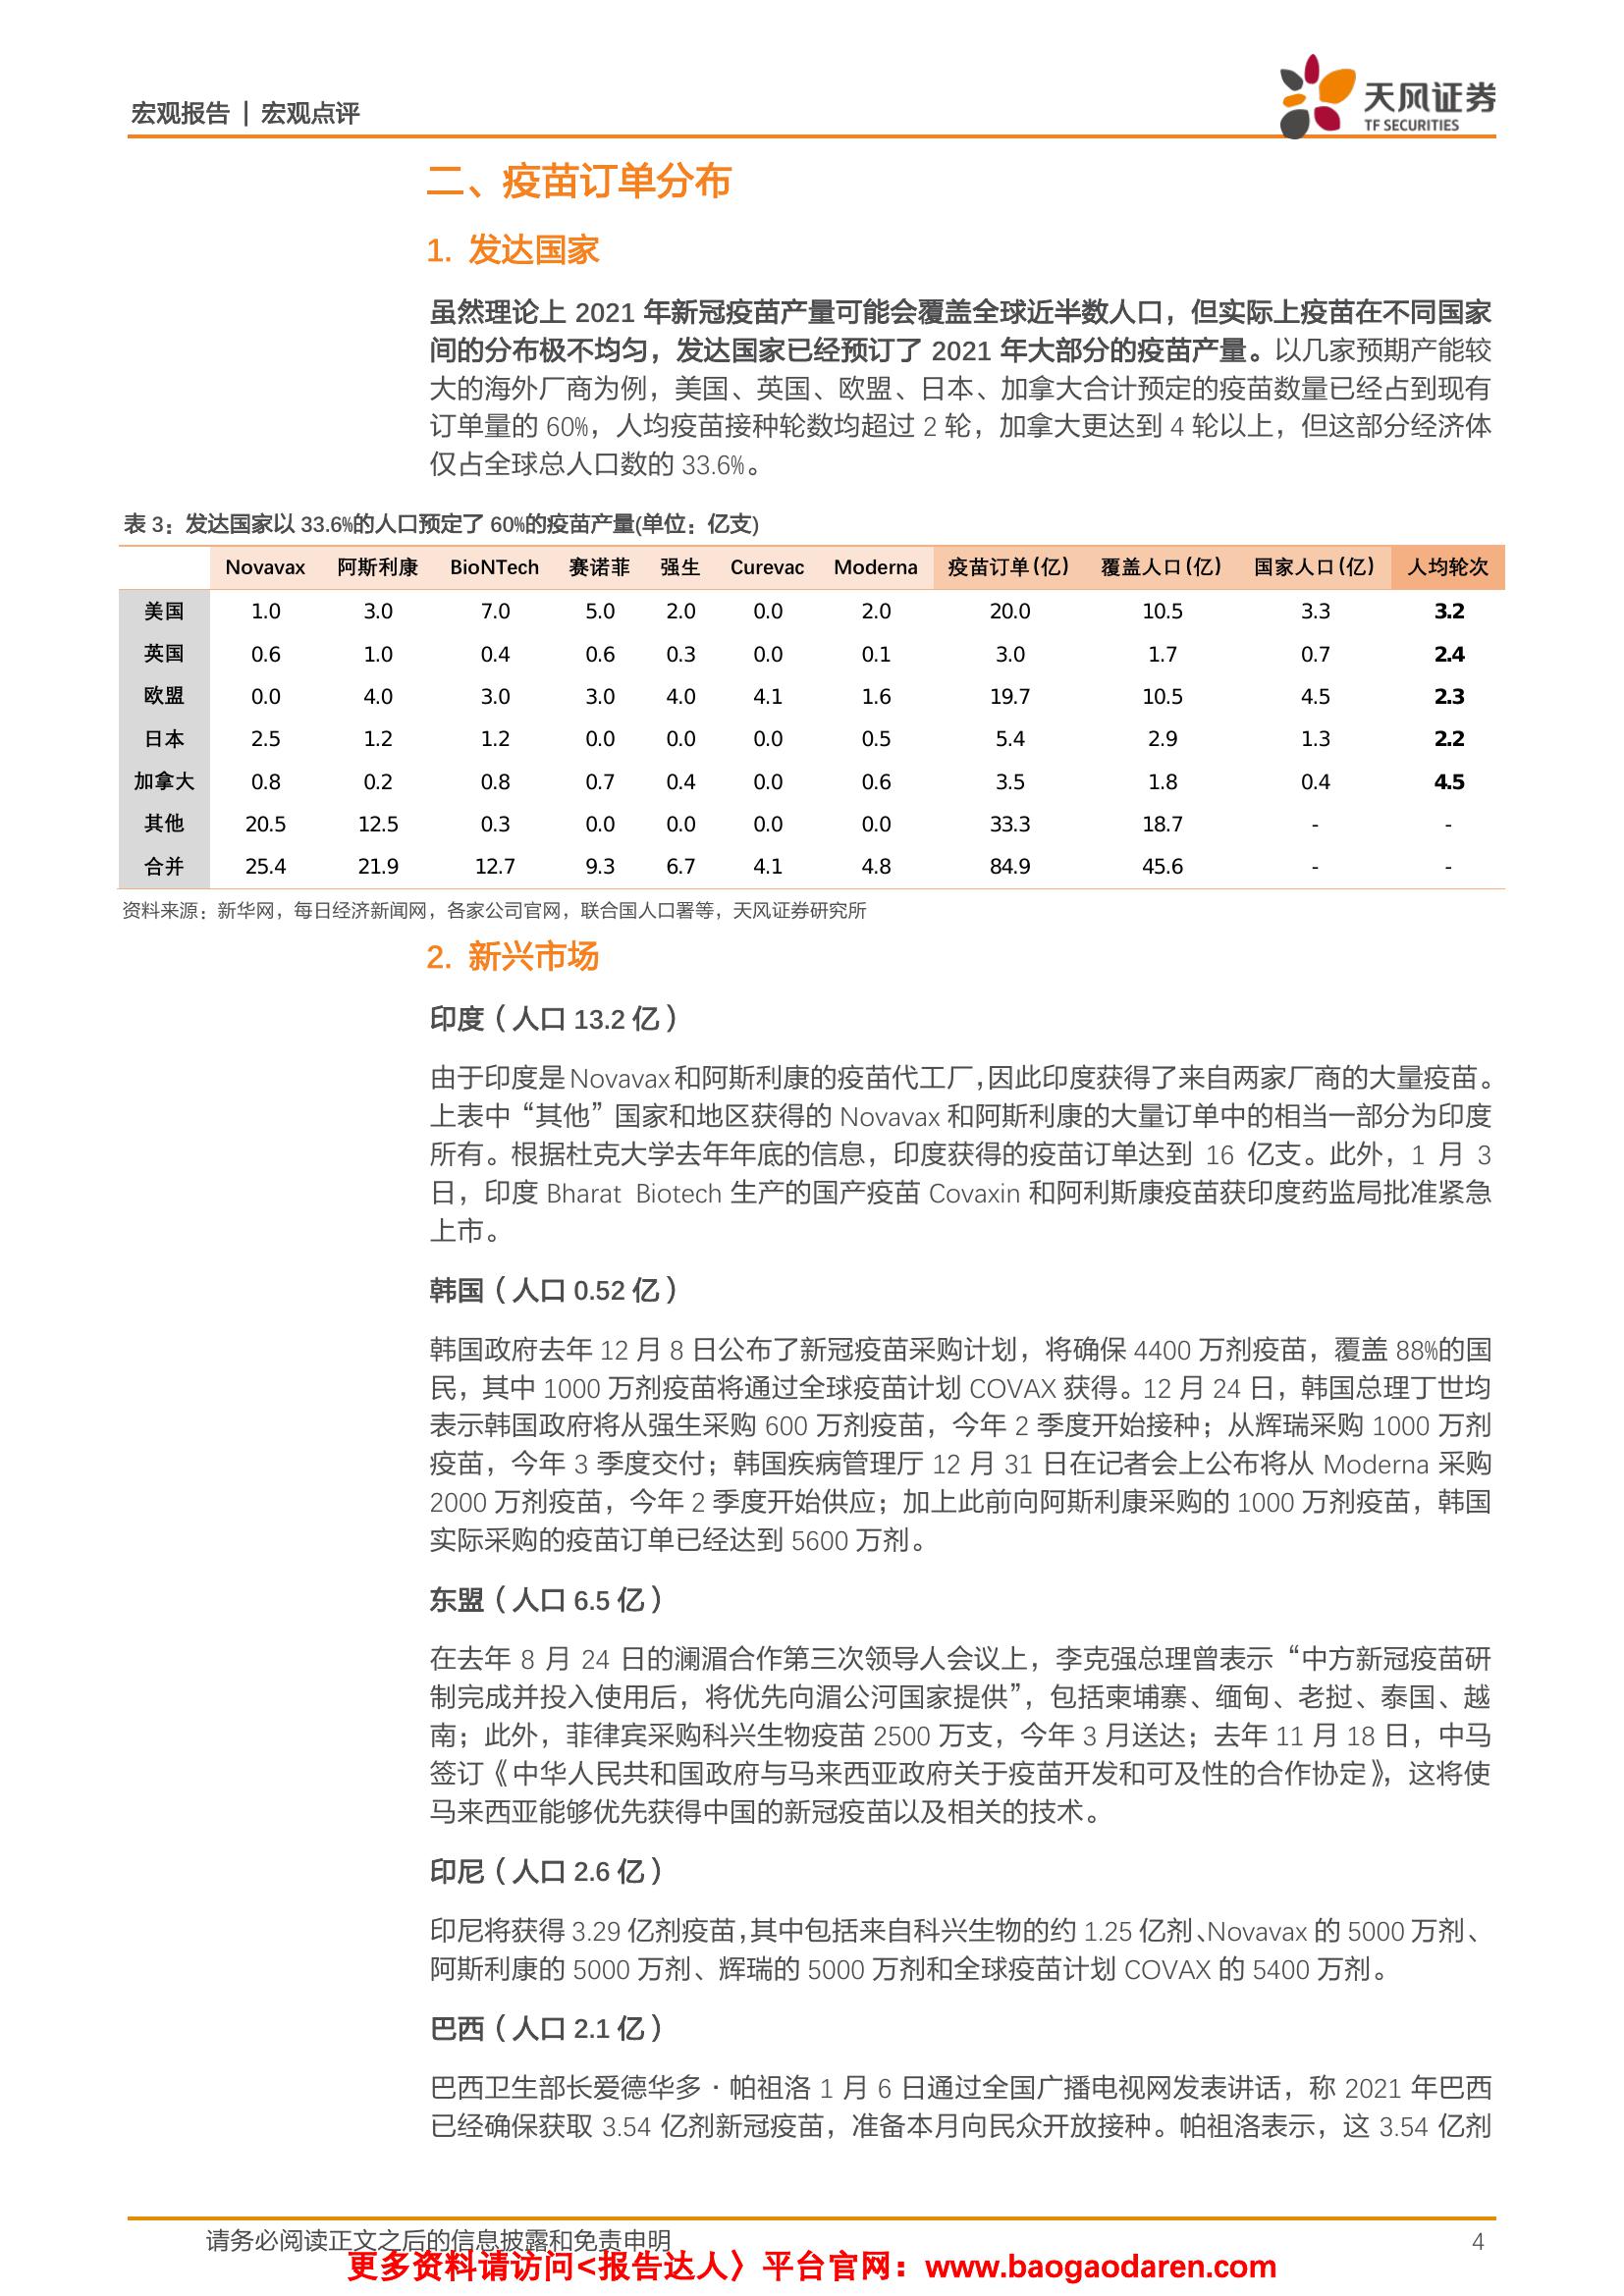 宏观报告 | 宏观点评
天风证券
TF SECURITIES
二、疫苗订单分布
1. 发达国家
虽然理论上 2021 年新冠疫苗产量可能会覆盖全球近半数人口，但实际上疫苗在不同国家
间的分布极不均匀，发达国家已经预订了 2021 年大部分的疫苗产量。以几家预期产能较
大的海外厂商为例，美国、英国、欧盟、日本、加拿大合计预定的疫苗数量已经占到现有
订单量的 60%，人均疫苗接种轮数均超过 2 轮，加拿大更达到 4 轮以上，但这部分经济体
仅占全球总人口数的 33.6%。
表 3：发达国家以 33.6%的人口预定了 60%的疫苗产量(单位：亿支)
Novavax 阿斯利康 BioNTech 赛诺菲 强生 Curevac Moderna 疫苗订单(亿) 覆盖人口(亿) 国家人口(亿) 人均轮次
美国 1.0 3.0 7.0 5.0 2.0 0.0 2.0 20.0 10.5 3.3 3.2
英国 0.6 1.0 0.4 0.6 0.3 0.0 0.1 3.0 1.7 0.7 2.4
欧盟 0.0 4.0 3.0 3.0 4.0 4.1 1.6 19.7 10.5 4.5 2.3
日本 2.5 1.2 1.2 0.0 0.0 0.0 0.5 5.4 2.9 1.3 2.2
加拿大 0.8 0.2 0.8 0.7 0.4 0.0 0.6 3.5 1.8 0.4 4.5
其他 20.5 12.5 0.3 0.0 0.0 0.0 0.0 33.3 18.7 - -
合并 25.4 21.9 12.7 9.3 6.7 4.1 4.8 84.9 45.6 - -
资料来源：新华网，每日经济新闻网，各家公司官网，联合国人口署等，天风证券研究所
2. 新兴市场
印度（人口 13.2 亿）
由于印度是 Novavax 和阿斯利康的疫苗代工厂，因此印度获得了来自两家厂商的大量疫苗。
上表中“其他”国家和地区获得的 Novavax 和阿斯利康的大量订单中的相当一部分为印度
所有。根据杜克大学去年年底的信息，印度获得的疫苗订单达到 16 亿支。此外，1 月 3
日，印度 Bharat Biotech 生产的国产疫苗 Covaxin 和阿利斯康疫苗获印度药监局批准紧急
上市。
韩国（人口 0.52 亿）
韩国政府去年 12 月 8 日公布了新冠疫苗采购计划，将确保 4400 万剂疫苗，覆盖 88%的国
民，其中 1000 万剂疫苗将通过全球疫苗计划 COVAX 获得。12 月 24 日，韩国总理丁世均
表示韩国政府将从强生采购 600 万剂疫苗，今年 2 季度开始接种；从辉瑞采购 1000 万剂
疫苗，今年 3 季度交付；韩国疾病管理厅 12 月 31 日在记者会上公布将从 Moderna 采购
2000 万剂疫苗，今年 2 季度开始供应；加上此前向阿斯利康采购的 1000 万剂疫苗，韩国
实际采购的疫苗订单已经达到 5600 万剂。
东盟（人口 6.5 亿）
在去年 8 月 24 日的澜湄合作第三次领导人会议上，李克强总理曾表示“中方新冠疫苗研
制完成并投入使用后，将优先向湄公河国家提供”，包括柬埔寨、缅甸、老挝、泰国、越
南；此外，菲律宾采购科兴生物疫苗 2500 万支，今年 3 月送达；去年 11 月 18 日，中马
签订《中华人民共和国政府与马来西亚政府关于疫苗开发和可及性的合作协定》，这将使
马来西亚能够优先获得中国的新冠疫苗以及相关的技术。
印尼（人口 2.6 亿）
印尼将获得 3.29 亿剂疫苗，其中包括来自科兴生物的约 1.25 亿剂、Novavax 的 5000 万剂、
阿斯利康的 5000 万剂、辉瑞的 5000 万剂和全球疫苗计划 COVAX 的 5400 万剂。
巴西（人口 2.1 亿）
巴西卫生部长爱德华多·帕祖洛 1 月 6 日通过全国广播电视网发表讲话，称 2021 年巴西
已经确保获取 3.54 亿剂新冠疫苗，准备本月向民众开放接种。帕祖洛表示，这 3.54 亿剂
请务必阅读正文之后的信息披露和免责申明 4
更多资料请访问<报告达人〉平台官网：www.baogaodaren.com